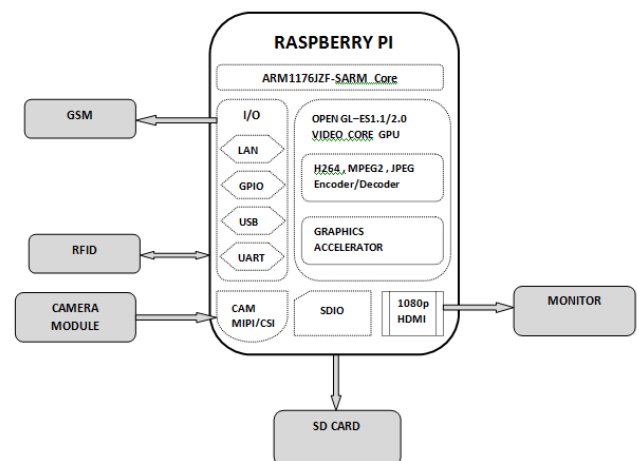 RASPBERRY PI
ARM1176JZF-SARM Core
GSM
I/O
LAN
GPIO
USB
UART
OPEN GL–ES1.1/2.0
VIDEO CORE GPU
H264 , MPEG2 , JPEG
Encoder/Decoder
GRAPHICS
ACCELERATOR
RFID
CAMERA
MODULE
CAM
MIPI/CSI
SDIO
1080p
HDMI
MONITOR
SD CARD